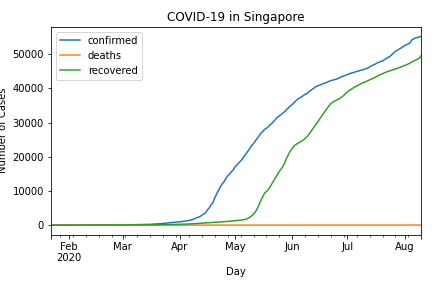 COVID-19 in Singapore
confirmed
deaths
recovered
50000
40000
30000
20000
10000
0
Number of Cases
Feb Mar Apr May Jun Jul Aug
2020
Day